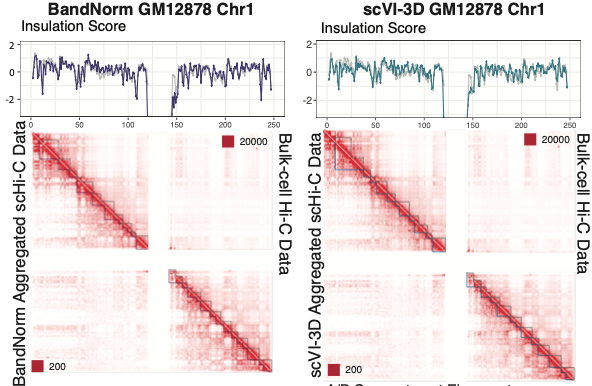 BandNorm GM12878 Chr1
Insulation Score
2
0
-2
0
50
100
150
200
250
BandNorm Aggregated scHi-C Data
20000
Bulk-cell Hi-C Data
200
scVI-3D GM12878 Chr1
Insulation Score
2
0
-2
0
50
100
150
200
250
scVI-3D Aggregated scHi-C Data
20000
Bulk-cell Hi-C Data
200